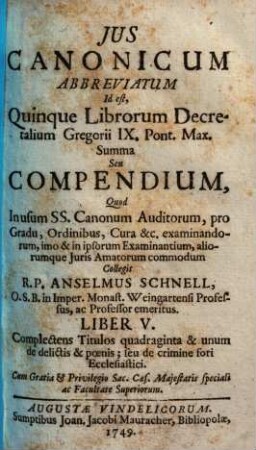 JUS
CANONICUM
ABBREVIATUM
Id est,
Quinque Librorum Decre-
talium Gregorii IX. Pont. Max.
Summa
Seu
COMPENDIUM,
Quod
In usum SS. Canonum Auditorum, pro
Gradu, Ordinibus, Cura &c. examinando-
rum, imo & in ipsorum Examinantium, alio-
rumque Juris Amatorum commodum
Collegit
R.P. ANSELMUS SCHNELL,
O.S.B. in Imper. Monast. Weingartensi Profes-
sus, ac Professor emeritus.
LIBER V.
Complectens Titulos quadraginta & unum
de delictis & pœnis; seu de crimine fori
Ecclesiastici.
Cum Gratia & Privilegio Sac. Cæs. Majestatis speciali
ac Facultate Superiorum.
AUGUSTÆ VINDELICORUM.
Sumptibus Joan. Jacobi Mauracher, Bibliopolæ,
1749.